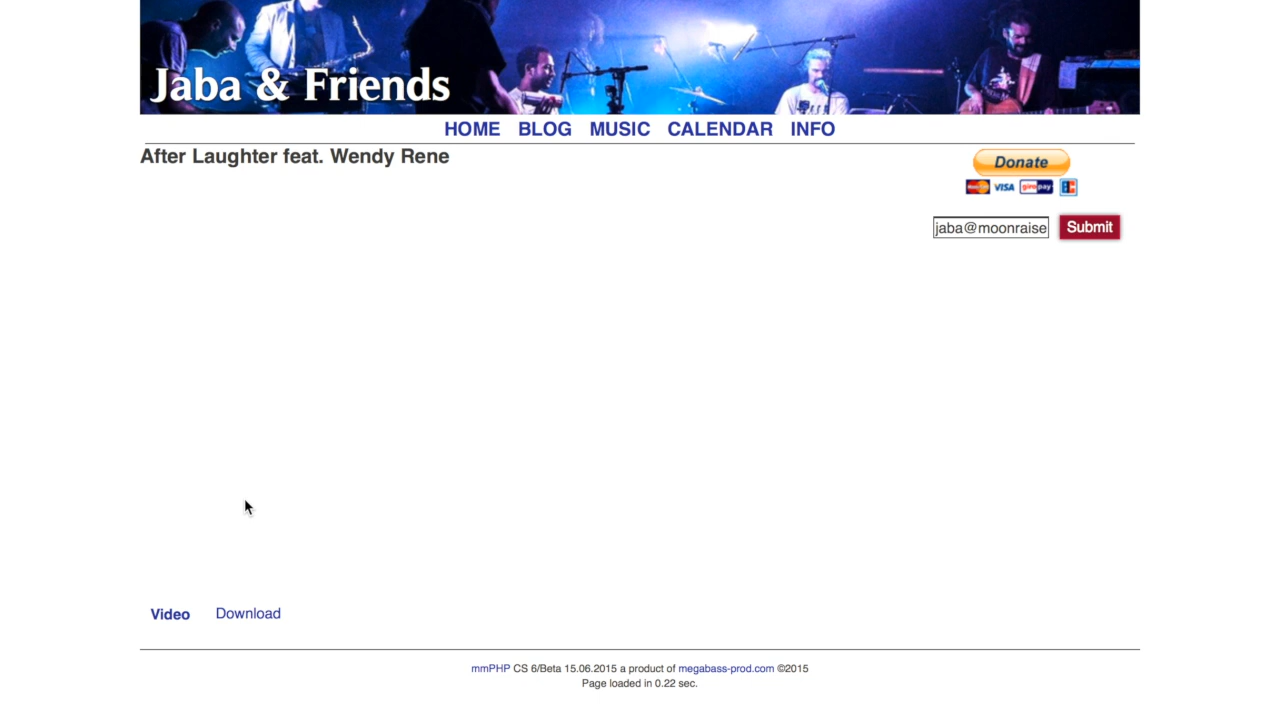 Jaba & Friends
HOME BLOG MUSIC CALENDAR INFO
After Laughter feat. Wendy Rene
Donate
VISA giropay
jaba@moonraise
Submit
Video Download
mmPHP CS 6/Beta 15.06.2015 a product of megabass-prod.com ©2015
Page loaded in 0.22 sec.